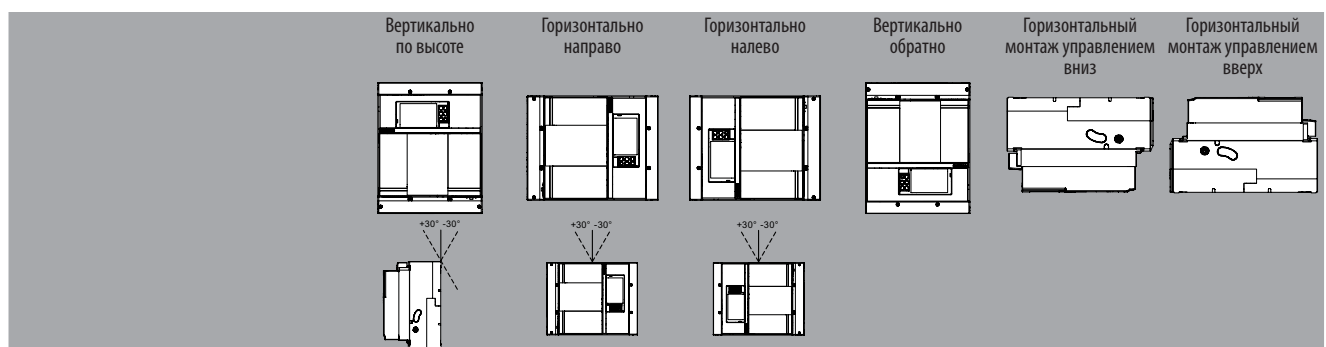 Вертикально
по высоте
Горизонтально
направо
Горизонтально
налево
Вертикально
обратно
Горизонтальный
монтаж управлением
вниз
Горизонтальный
монтаж управлением
вверх
+30° -30°
+30° -30°
+30° -30°